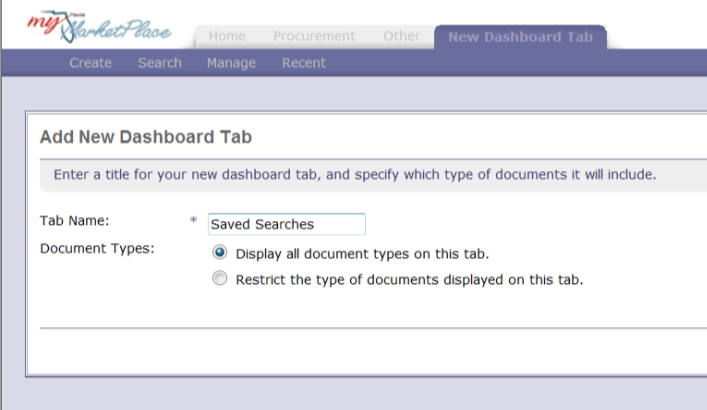 my Florida MarketPlace
Home Procurement Other New Dashboard Tab
Create Search Manage Recent
Add New Dashboard Tab
Enter a title for your new dashboard tab, and specify which type of documents it will include.
Tab Name: * Saved Searches
Document Types: Display all document types on this tab.
Restrict the type of documents displayed on this tab.